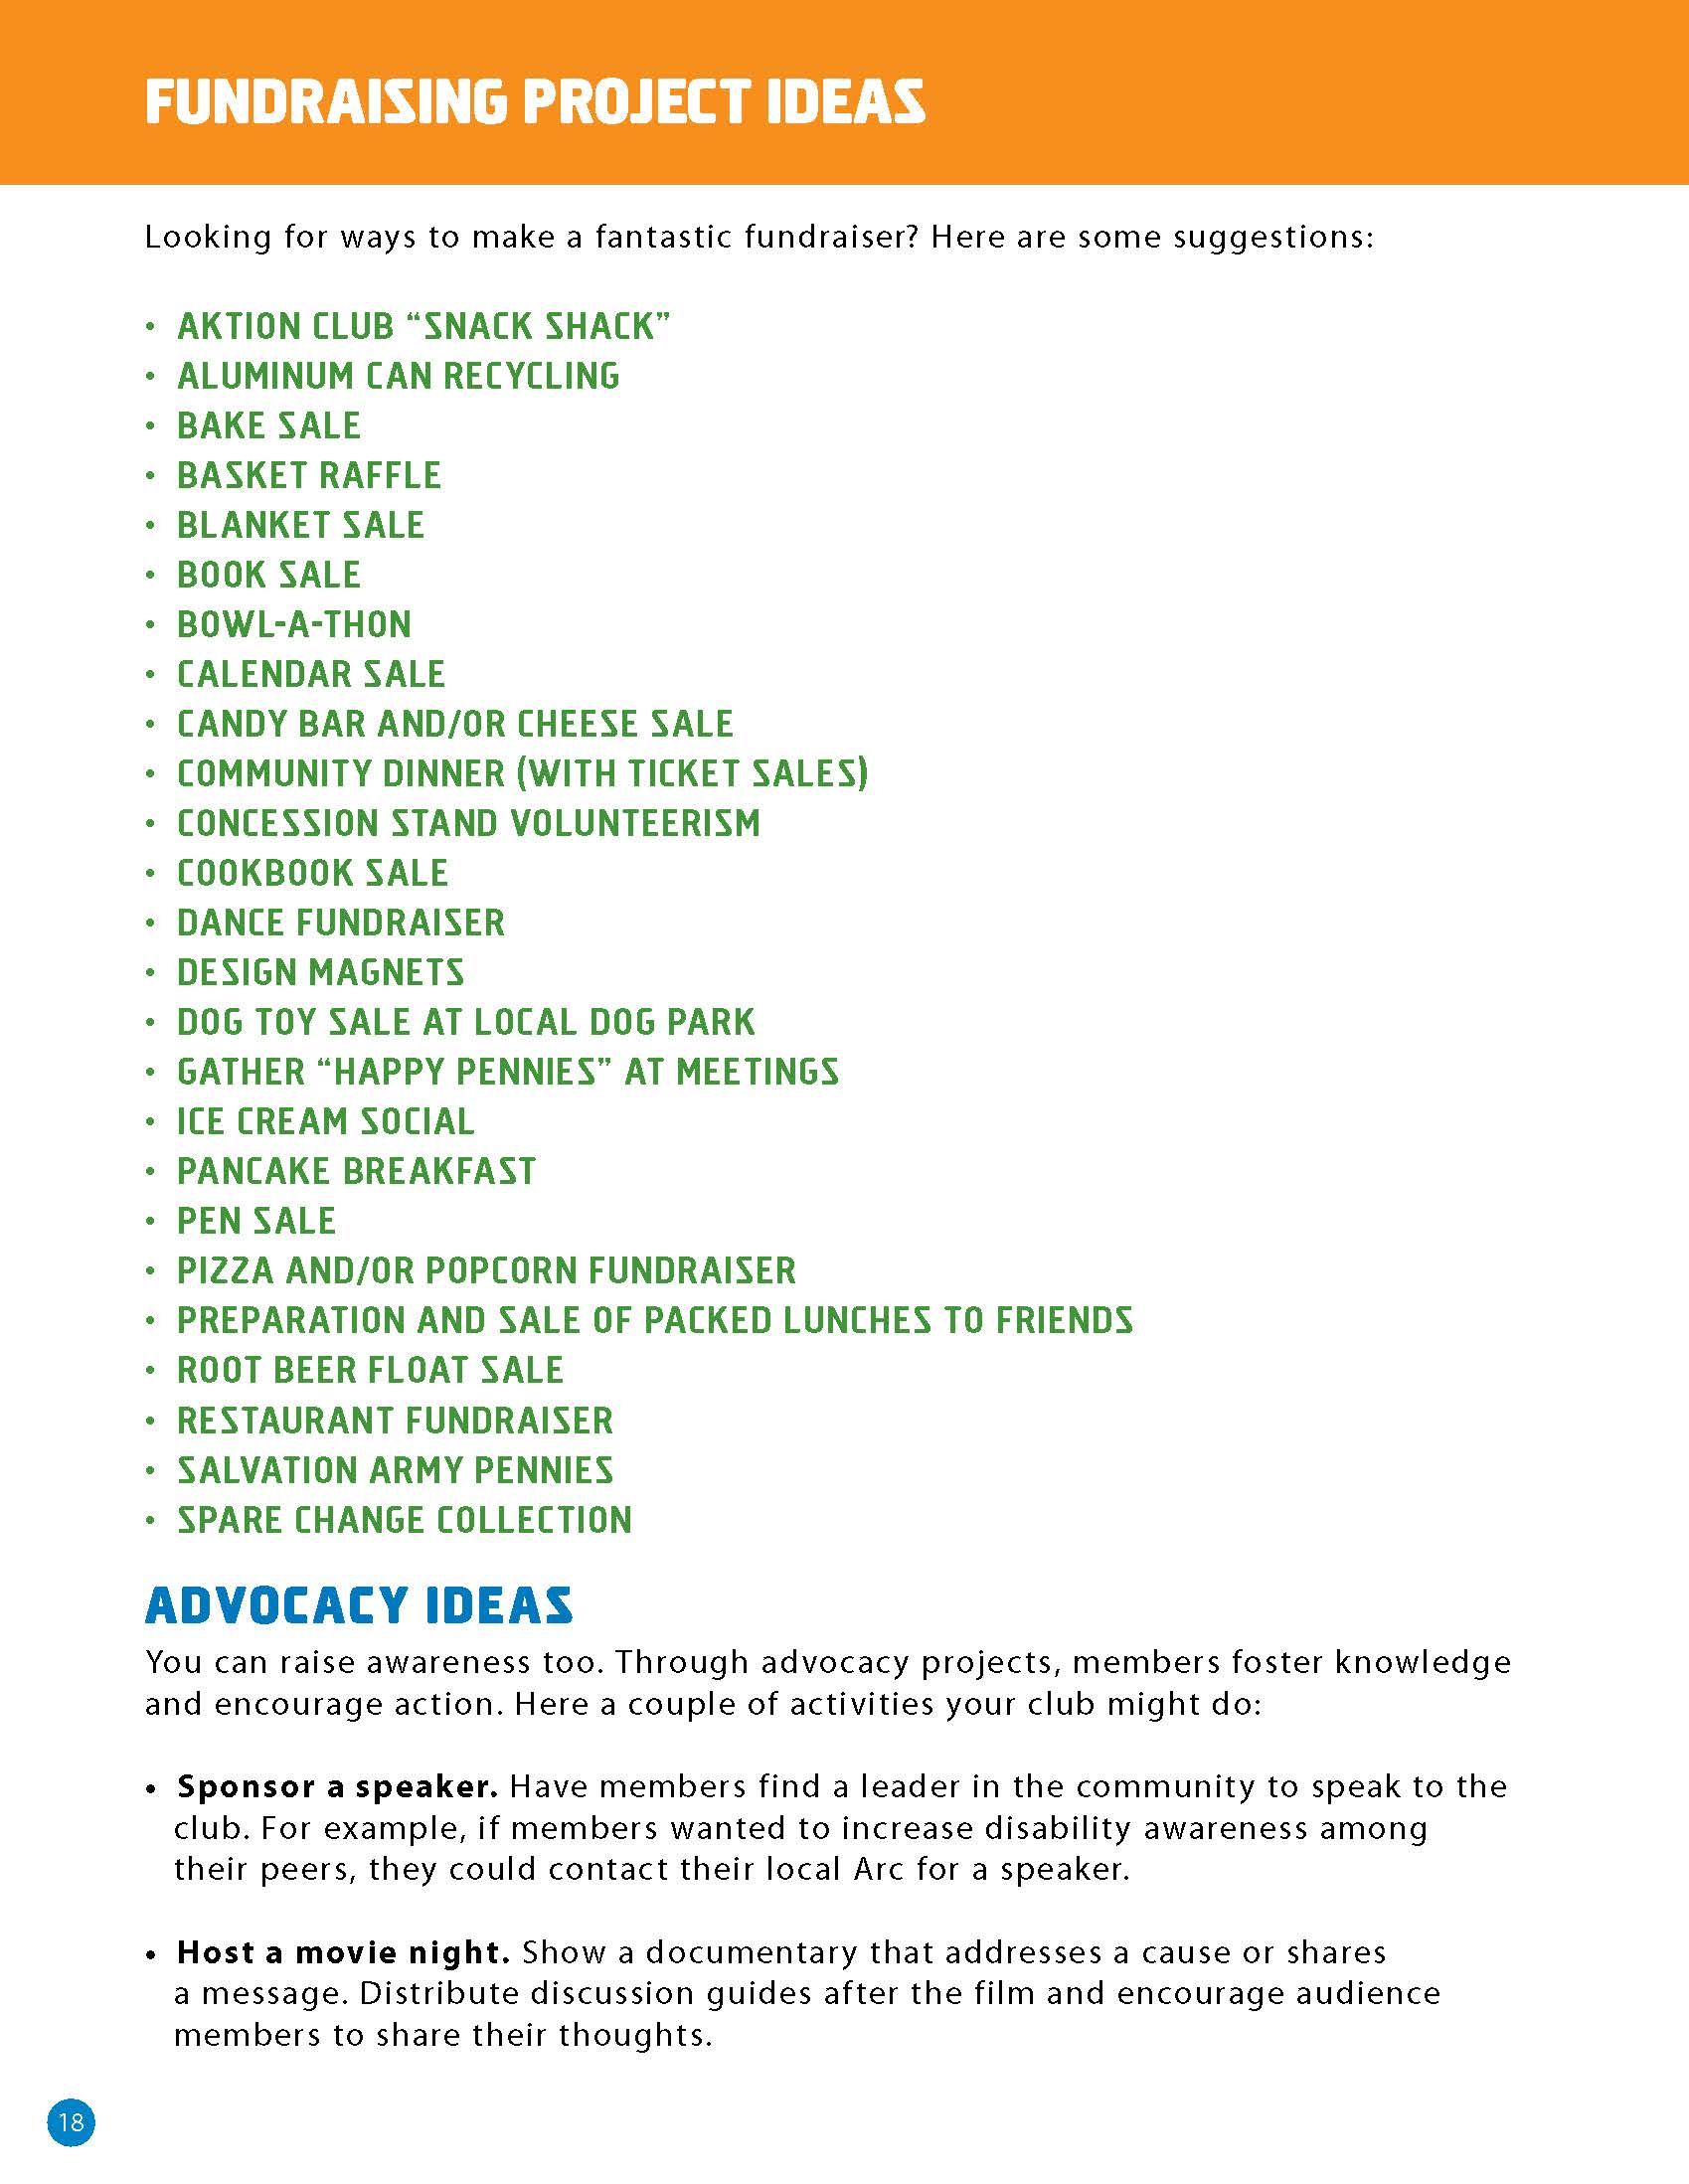 FUNDRAISING PROJECT IDEAS
Looking for ways to make a fantastic fundraiser? Here are some suggestions:
• AKTION CLUB “SNACK SHACK”
• ALUMINUM CAN RECYCLING
• BAKE SALE
• BASKET RAFFLE
• BLANKET SALE
• BOOK SALE
• BOWL-A-THON
• CALENDAR SALE
• CANDY BAR AND/OR CHEESE SALE
• COMMUNITY DINNER (WITH TICKET SALES)
• CONCESSION STAND VOLUNTEERISM
• COOKBOOK SALE
• DANCE FUNDRAISER
• DESIGN MAGNETS
• DOG TOY SALE AT LOCAL DOG PARK
• GATHER “HAPPY PENNIES” AT MEETINGS
• ICE CREAM SOCIAL
• PANCAKE BREAKFAST
• PEN SALE
• PIZZA AND/OR POPCORN FUNDRAISER
• PREPARATION AND SALE OF PACKED LUNCHES TO FRIENDS
• ROOT BEER FLOAT SALE
• RESTAURANT FUNDRAISER
• SALVATION ARMY PENNIES
• SPARE CHANGE COLLECTION
ADVOCACY IDEAS
You can raise awareness too. Through advocacy projects, members foster knowledge
and encourage action. Here a couple of activities your club might do:
• Sponsor a speaker. Have members find a leader in the community to speak to the
club. For example, if members wanted to increase disability awareness among
their peers, they could contact their local Arc for a speaker.
• Host a movie night. Show a documentary that addresses a cause or shares
a message. Distribute discussion guides after the film and encourage audience
members to share their thoughts.
18